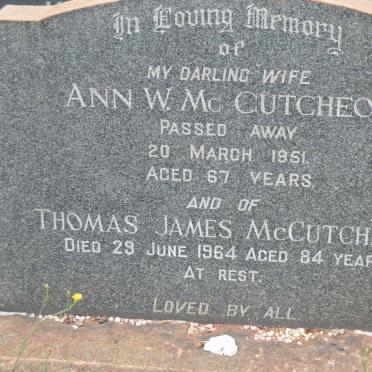 In Loving Memory
of
MY DARLING WIFE
ANN W. Mc CUTCHEO
PASSED AWAY
20 MARCH 1951.
AGED 67 YEARS.
AND OF
THOMAS JAMES McCUTCH
DIED 29 JUNE 1964 AGED 84 YEAR
AT REST.
LOVED BY ALL.